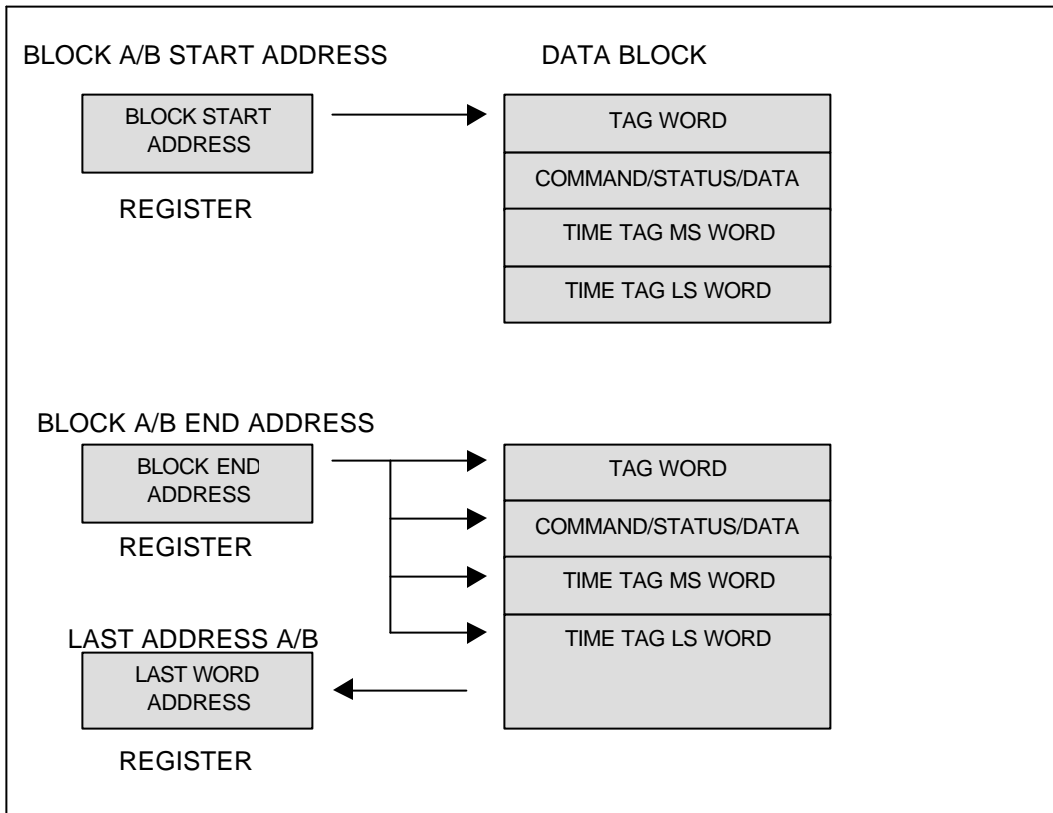 BLOCK A/B START ADDRESS
DATA BLOCK
BLOCK START
ADDRESS
REGISTER
TAG WORD
COMMAND/STATUS/DATA
TIME TAG MS WORD
TIME TAG LS WORD
BLOCK A/B END ADDRESS
BLOCK END
ADDRESS
REGISTER
TAG WORD
COMMAND/STATUS/DATA
TIME TAG MS WORD
TIME TAG LS WORD
LAST ADDRESS A/B
LAST WORD
ADDRESS
REGISTER